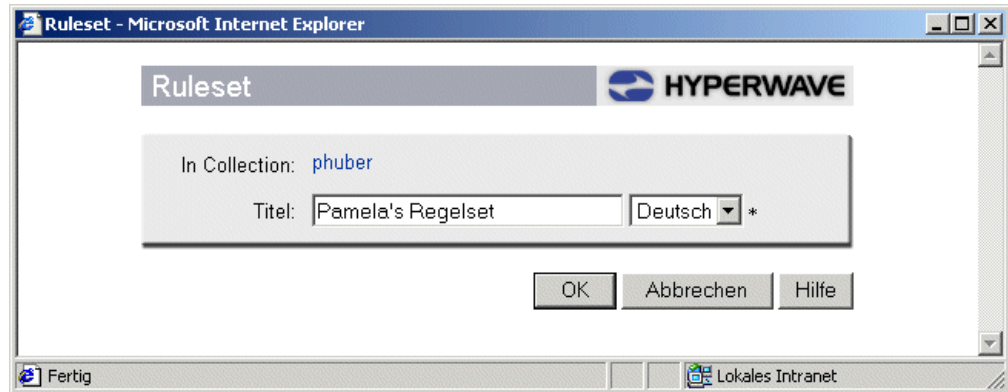 Ruleset - Microsoft Internet Explorer
Ruleset HYPERWAVE
In Collection: phuber
Titel: Pamela's Regelset Deutsch *
OK Abbrechen Hilfe
Fertig Lokales Intranet